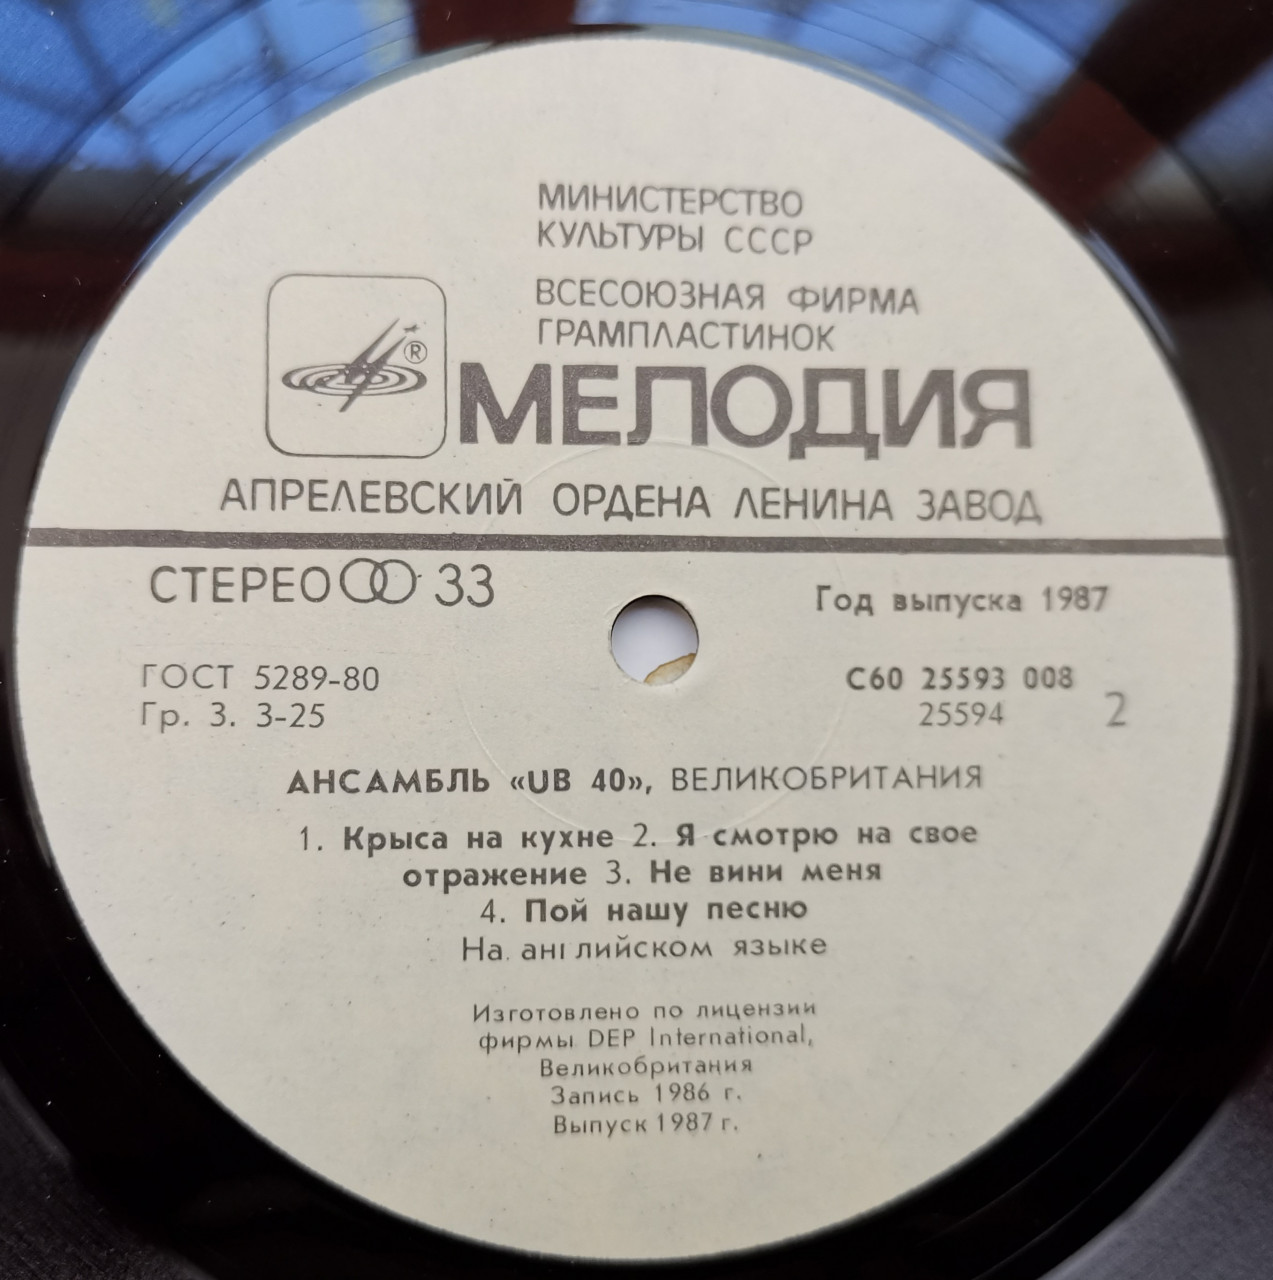 МИНИСТЕРСТВО
КУЛЬТУРЫ СССР
ВСЕСОЮЗНАЯ ФИРМА
ГРАМПЛАСТИНОК
®
МЕЛОДИЯ
АПРЕЛЕВСКИЙ ОРДЕНА ЛЕНИНА ЗАВОД
СТЕРЕО 33
Год выпуска 1987
ГОСТ 5289-80
Гр. 3. 3-25
С60 25593 008
25594 2
АНСАМБЛЬ «UB 40», ВЕЛИКОБРИТАНИЯ
1. Крыса на кухне 2. Я смотрю на свое
отражение 3. Не вини меня
4. Пой нашу песню
На английском языке
Изготовлено по лицензии
фирмы DEP International,
Великобритания
Запись 1986 г.
Выпуск 1987 г.